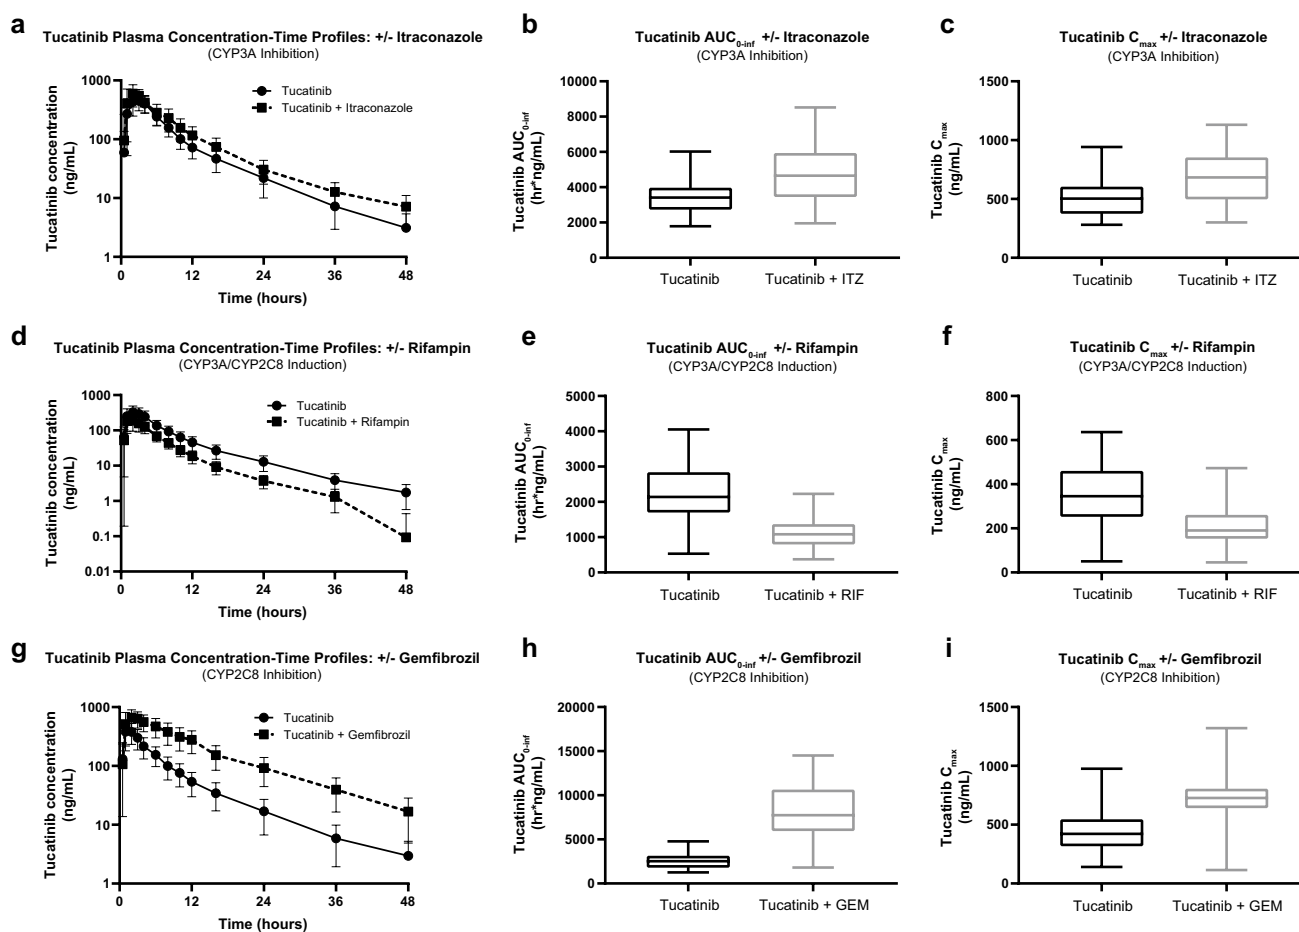 a
Tucatinib Plasma Concentration-Time Profiles: +/- Itraconazole
(CYP3A Inhibition)
Tucatinib concentration
(ng/mL)
1000
100
10
1
Tucatinib
Tucatinib + Itraconazole
0 12 24 36 48
Time (hours)
b
Tucatinib AUC0-inf +/- Itraconazole
(CYP3A Inhibition)
Tucatinib AUC0-inf
(hr*ng/mL)
10000
8000
6000
4000
2000
0
Tucatinib Tucatinib + ITZ
c
Tucatinib Cmax +/- Itraconazole
(CYP3A Inhibition)
Tucatinib Cmax
(ng/mL)
1500
1000
500
0
Tucatinib Tucatinib + ITZ
d
Tucatinib Plasma Concentration-Time Profiles: +/- Rifampin
(CYP3A/CYP2C8 Induction)
Tucatinib concentration
(ng/mL)
1000
100
10
1
0.1
0.01
Tucatinib
Tucatinib + Rifampin
0 12 24 36 48
Time (hours)
e
Tucatinib AUC0-inf +/- Rifampin
(CYP3A/CYP2C8 Induction)
Tucatinib AUC0-inf
(hr*ng/mL)
5000
4000
3000
2000
1000
0
Tucatinib Tucatinib + RIF
f
Tucatinib Cmax +/- Rifampin
(CYP3A/CYP2C8 Induction)
Tucatinib Cmax
(ng/mL)
800
600
400
200
0
Tucatinib Tucatinib + RIF
g
Tucatinib Plasma Concentration-Time Profiles: +/- Gemfibrozil
(CYP2C8 Inhibition)
Tucatinib concentration
(ng/mL)
1000
100
10
1
Tucatinib
Tucatinib + Gemfibrozil
0 12 24 36 48
Time (hours)
h
Tucatinib AUC0-inf +/- Gemfibrozil
(CYP2C8 Inhibition)
Tucatinib AUC0-inf
(hr*ng/mL)
20000
15000
10000
5000
0
Tucatinib Tucatinib + GEM
i
Tucatinib Cmax +/- Gemfibrozil
(CYP2C8 Inhibition)
Tucatinib Cmax
(ng/mL)
1500
1000
500
0
Tucatinib Tucatinib + GEM